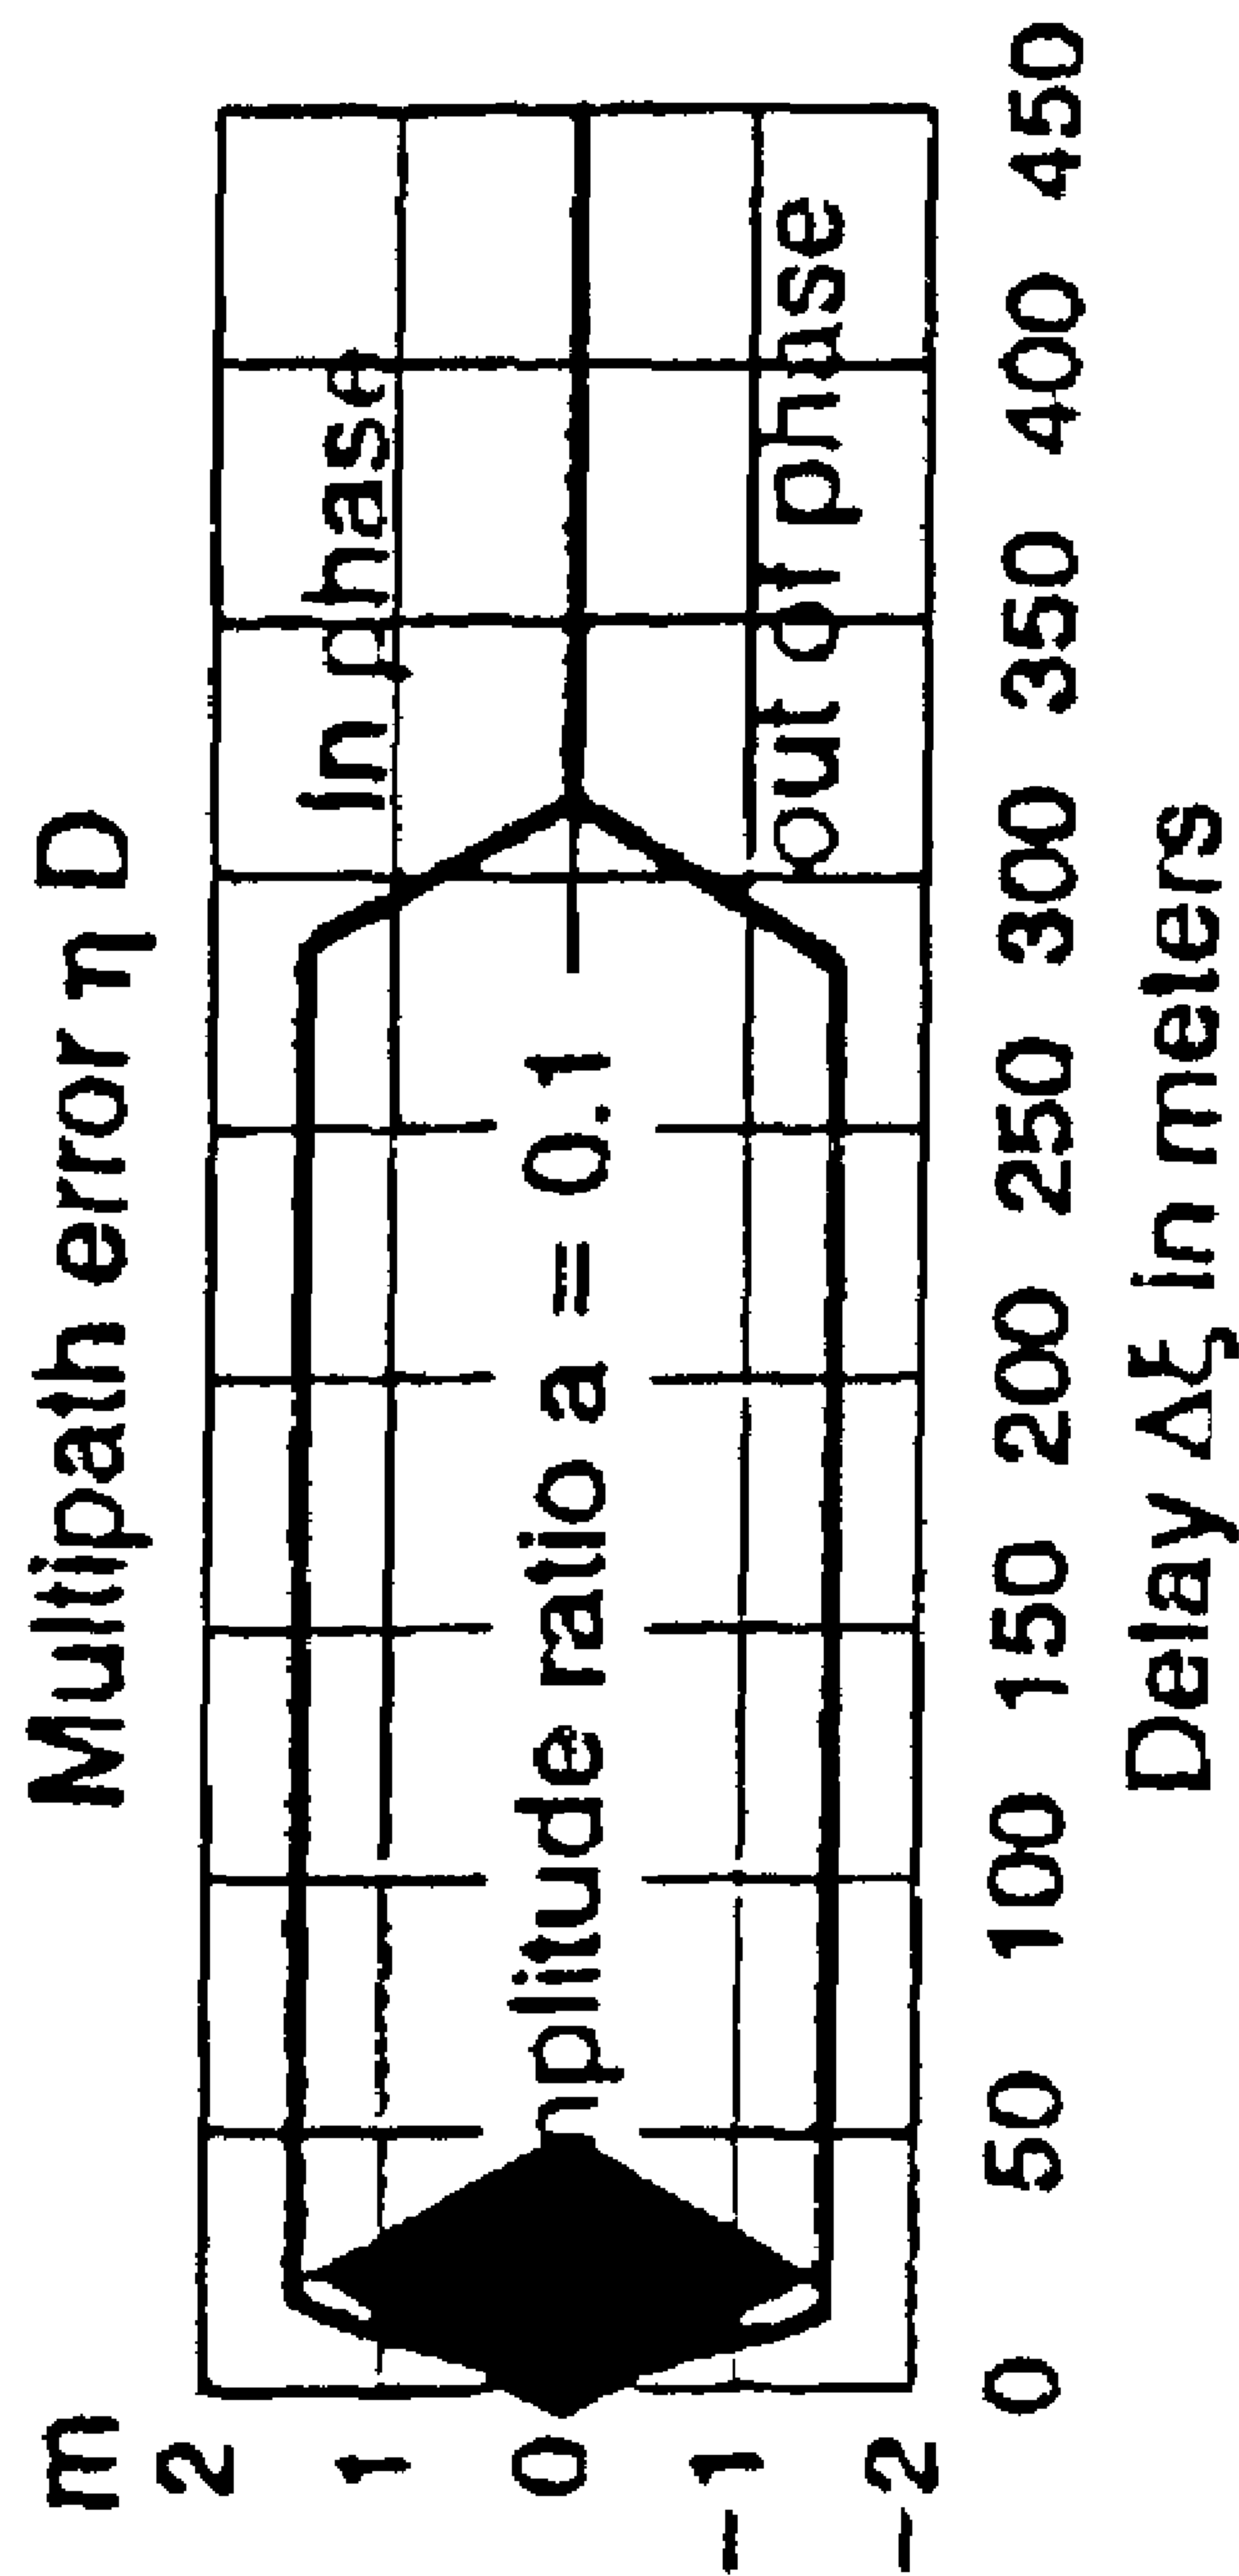 Multipath error η D
m
2
1
0
-1
-2
in phase
nplitude ratio a = 0.1
out of phase
0 50 100 150 200 250 300 350 400 450
Delay Δξ in meters